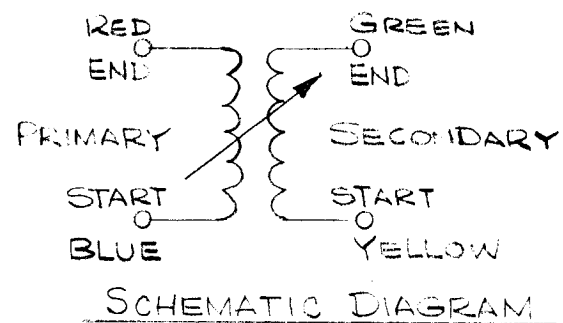 RED
GREEN
END
END
PRIMARY
SECONDARY
START
START
BLUE
YELLOW
SCHEMATIC DIAGRAM